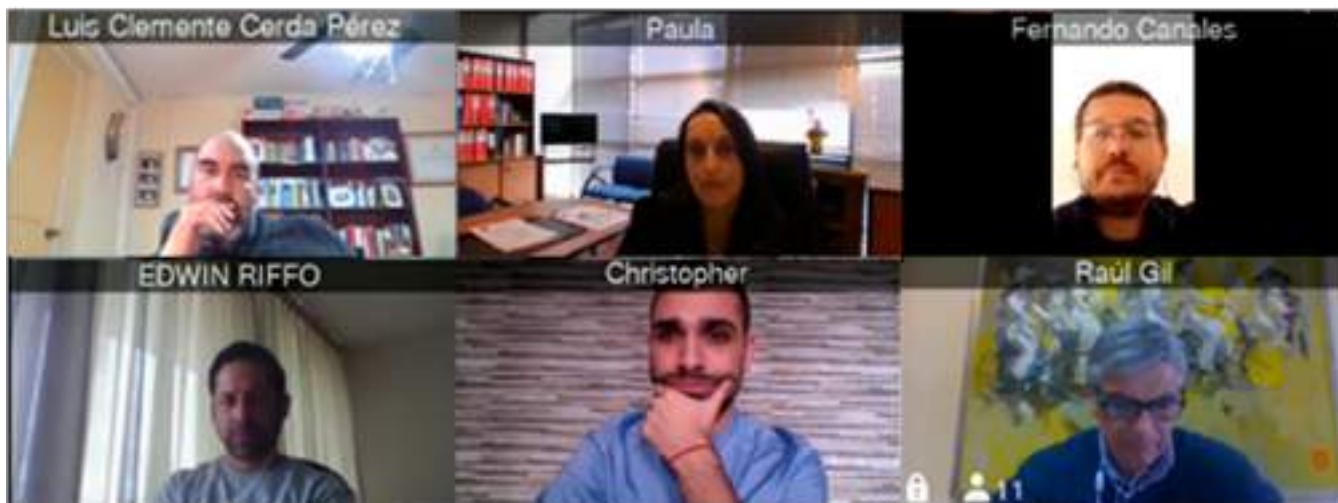 Luis Clemente Cerda Pérez
Paula
Fernando Canales
EDWIN RIFFO
Christopher
Raúl Gil
11